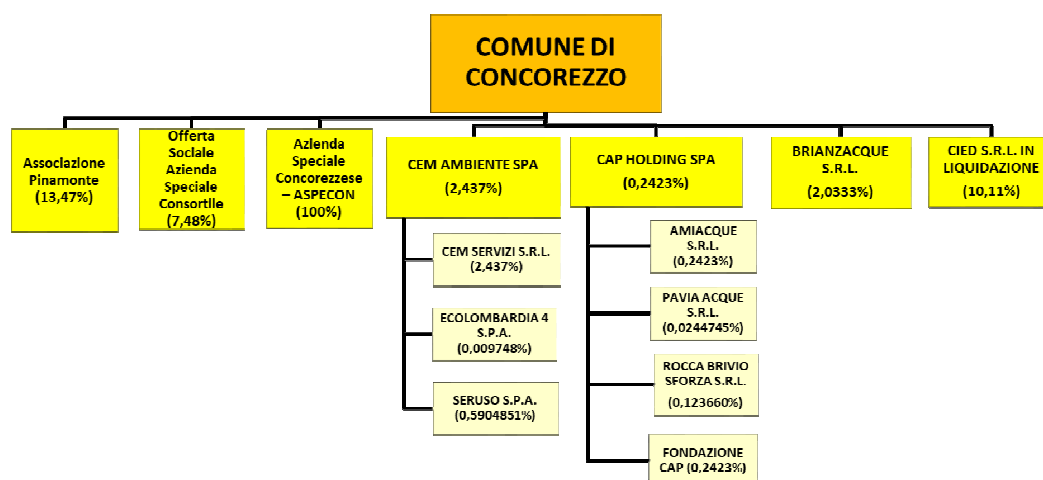 COMUNE DI
CONCOREZZO
Associazione
Pinamonte
(13,47%)
Offerta
Sociale
Azienda
Speciale
Consortile
(7,48%)
Azienda
Speciale
Concorezzese
– ASPECON
(100%)
CEM AMBIENTE SPA
(2,437%)
CAP HOLDING SPA
(0,2423%)
BRIANZACQUE
S.R.L.
(2,0333%)
CIED S.R.L. IN
LIQUIDAZIONE
(10,11%)
CEM SERVIZI S.R.L.
(2,437%)
ECOLOMBARDIA 4
S.P.A.
(0,009748%)
SERUSO S.P.A.
(0,5904851%)
AMIACQUE
S.R.L.
(0,2423%)
PAVIA ACQUE
S.R.L.
(0,0244745%)
ROCCA BRIVIO
SFORZA S.R.L.
(0,123660%)
FONDAZIONE
CAP (0,2423%)